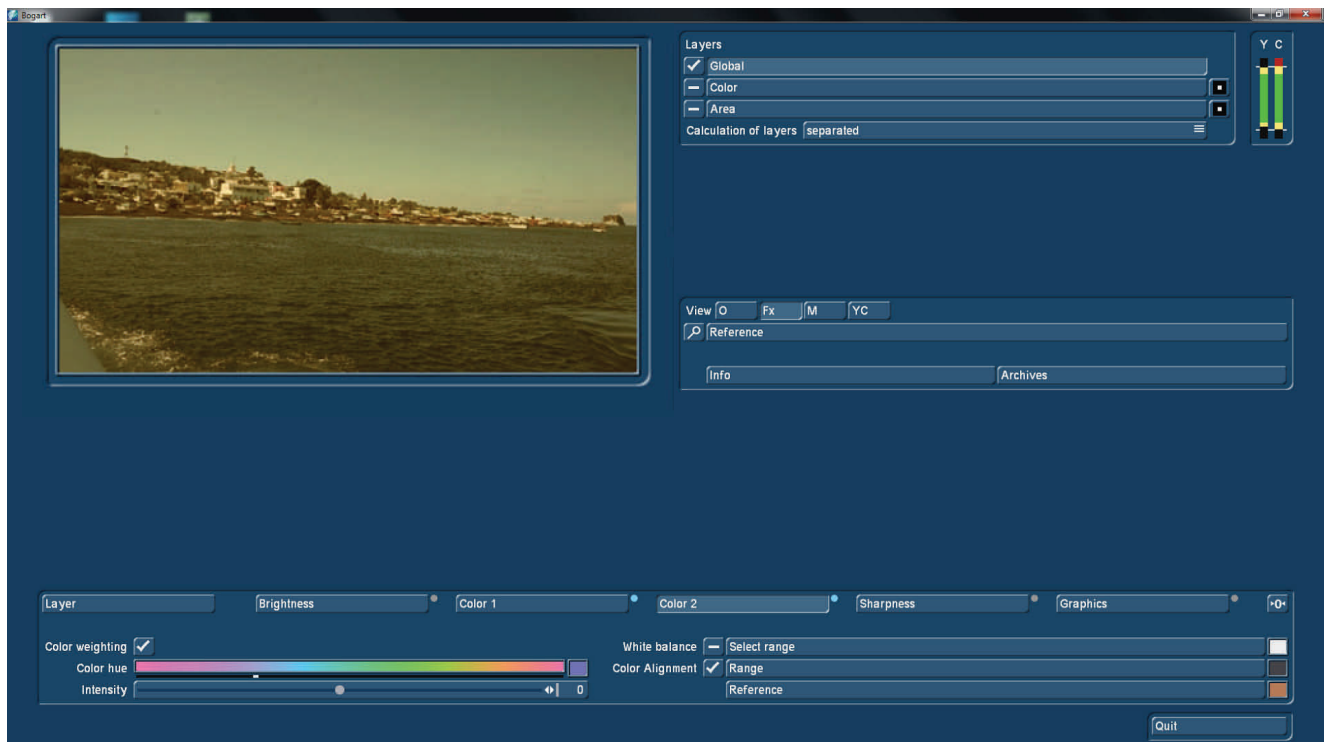 Bogart
Layers
Global
Color
Area
Calculation of layers separated
Y C
View O Fx M YC
Reference
Info Archives
Layer Brightness Color 1 Color 2 Sharpness Graphics 0
Color weighting White balance Select range
Color hue Color Alignment Range
Intensity 0 Reference
Quit